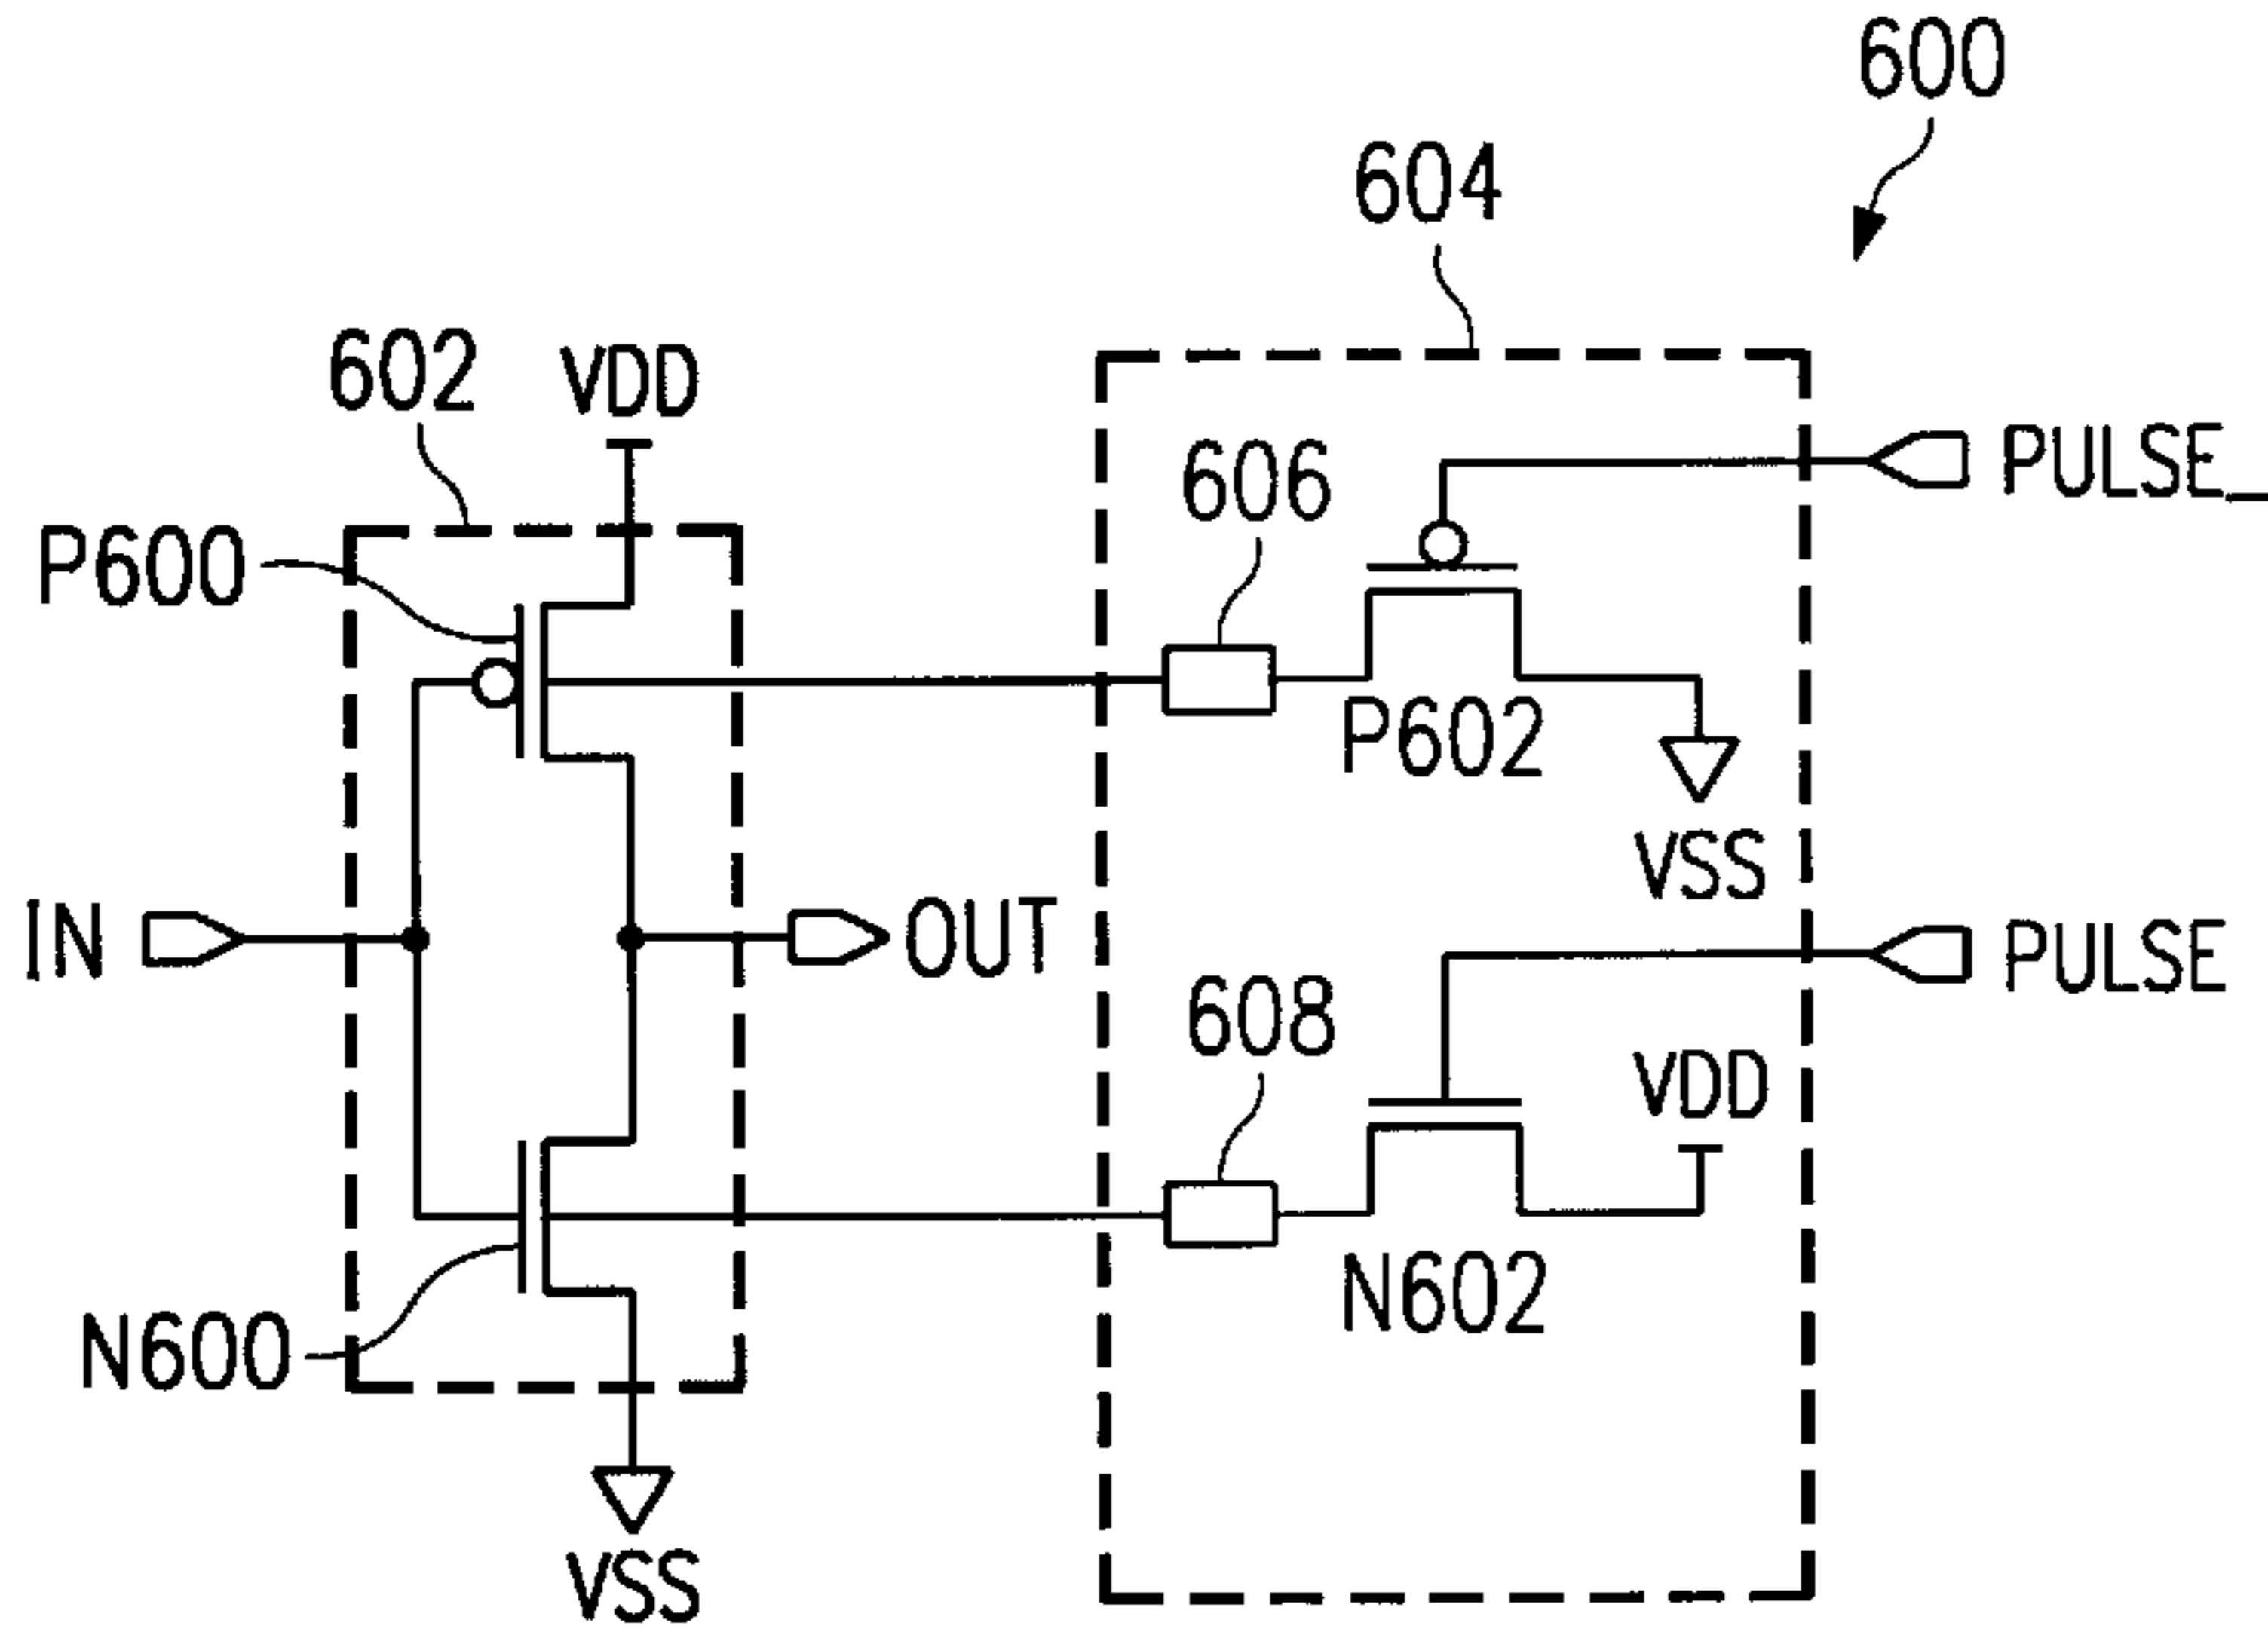 600
604
602
VDD
PULSE_
606
P600
P602
VSS
IN
OUT
PULSE
608
VDD
N602
N600
VSS